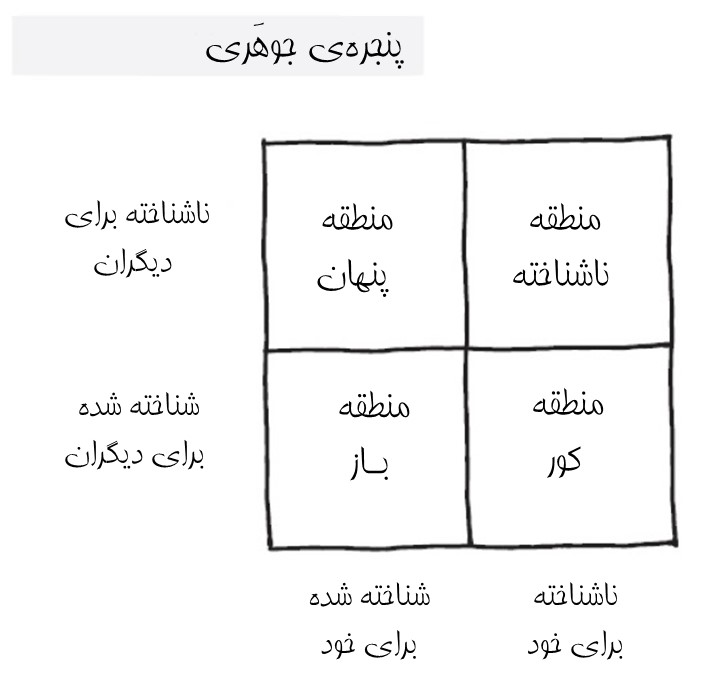 پنجره‌ی جوهَری
منطقه
ناشناخته
منطقه
پنهان
ناشناخته برای
دیگران
منطقه
کور
منطقه
بــاز
شناخته شده
برای دیگران
ناشناخته
برای خود
شناخته شده
برای خود